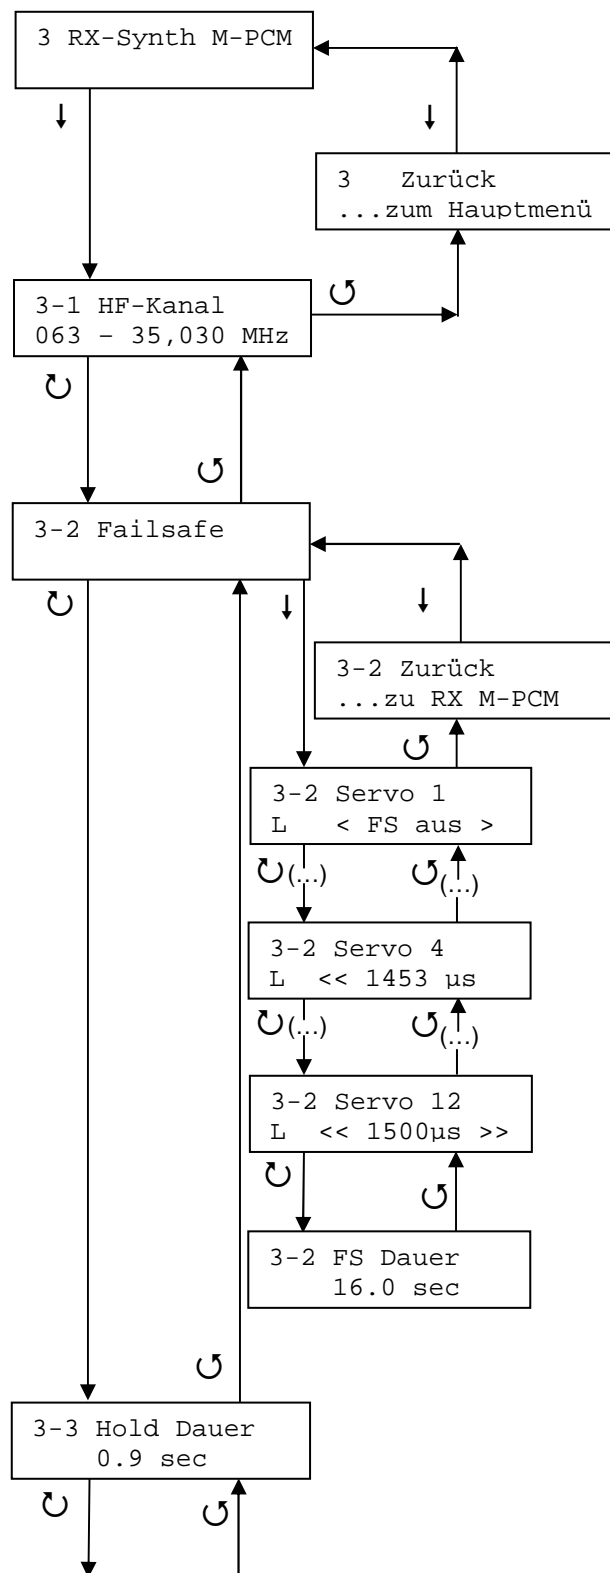 3 RX-Synth M-PCM
3 Zurück
...zum Hauptmenü
3-1 HF-Kanal
063 – 35,030 MHz
3-2 Failsafe
3-2 Zurück
...zu RX M-PCM
3-2 Servo 1
L < FS aus >
(...) (...)
3-2 Servo 4
L << 1453 µs
(...) (...)
3-2 Servo 12
L << 1500µs >>
3-2 FS Dauer
16.0 sec
3-3 Hold Dauer
0.9 sec